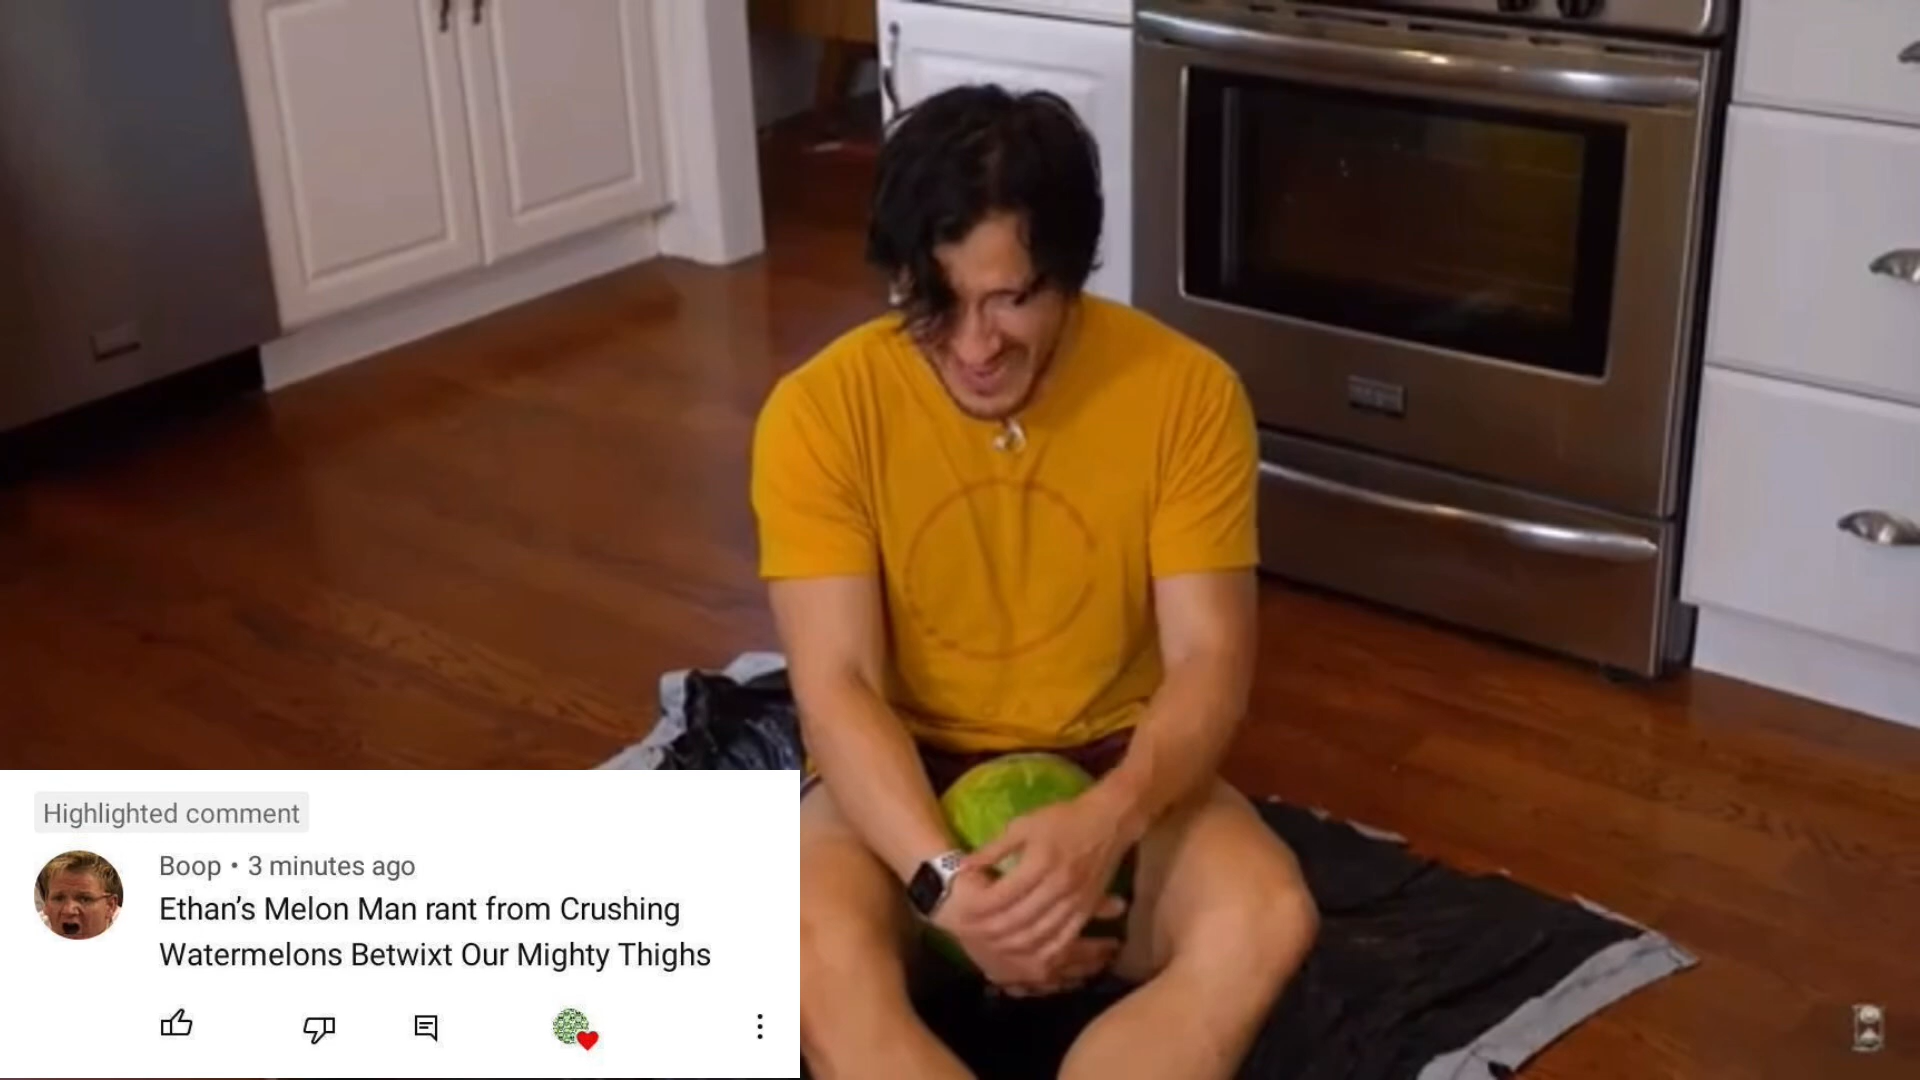 Highlighted comment
Boop • 3 minutes ago
Ethan’s Melon Man rant from Crushing
Watermelons Betwixt Our Mighty Thighs